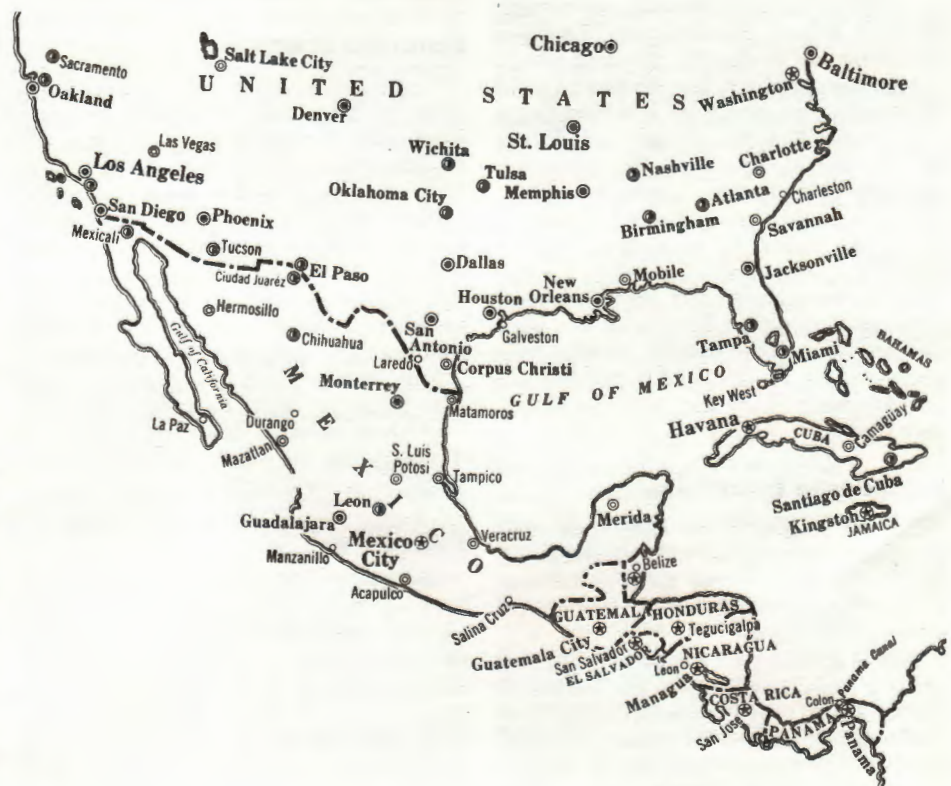 Chicago
Baltimore
Sacramento
Salt Lake City
Washington
UNITED STATES
Oakland
Denver
St. Louis
Las Vegas
Wichita
Charlotte
Los Angeles
Tulsa
Nashville
Oklahoma City
Memphis
Atlanta
Charleston
San Diego
Phoenix
Birmingham
Savannah
Mexicali
Tucson
El Paso
Dallas
Jacksonville
Ciudad Juaréz
New
Orleans
Mobile
Hermosillo
Houston
Galveston
Gulf of California
Chihuahua
San
Antonio
Tampa
Miami
BAHAMAS
Laredo
Corpus Christi
Monterrey
GULF OF MEXICO
Key West
MEXICO
Matamoros
La Paz
Durango
Havana
CUBA
Camagüay
Mazatlan
S. Luis
Potosi
Tampico
Santiago de Cuba
Leon
Guadalajara
Merida
Kingston
JAMAICA
Manzanillo
Mexico
City
Veracruz
Belize
Acapulco
Salina Cruz
GUATEMAL
HONDURAS
Guatemala City
Tegucigalpa
San Salvador
EL SALVADOR
Leon
NICARAGUA
Managua
COSTA RICA
San Jose
Colon
Panama Canal
PANAMA
Panama